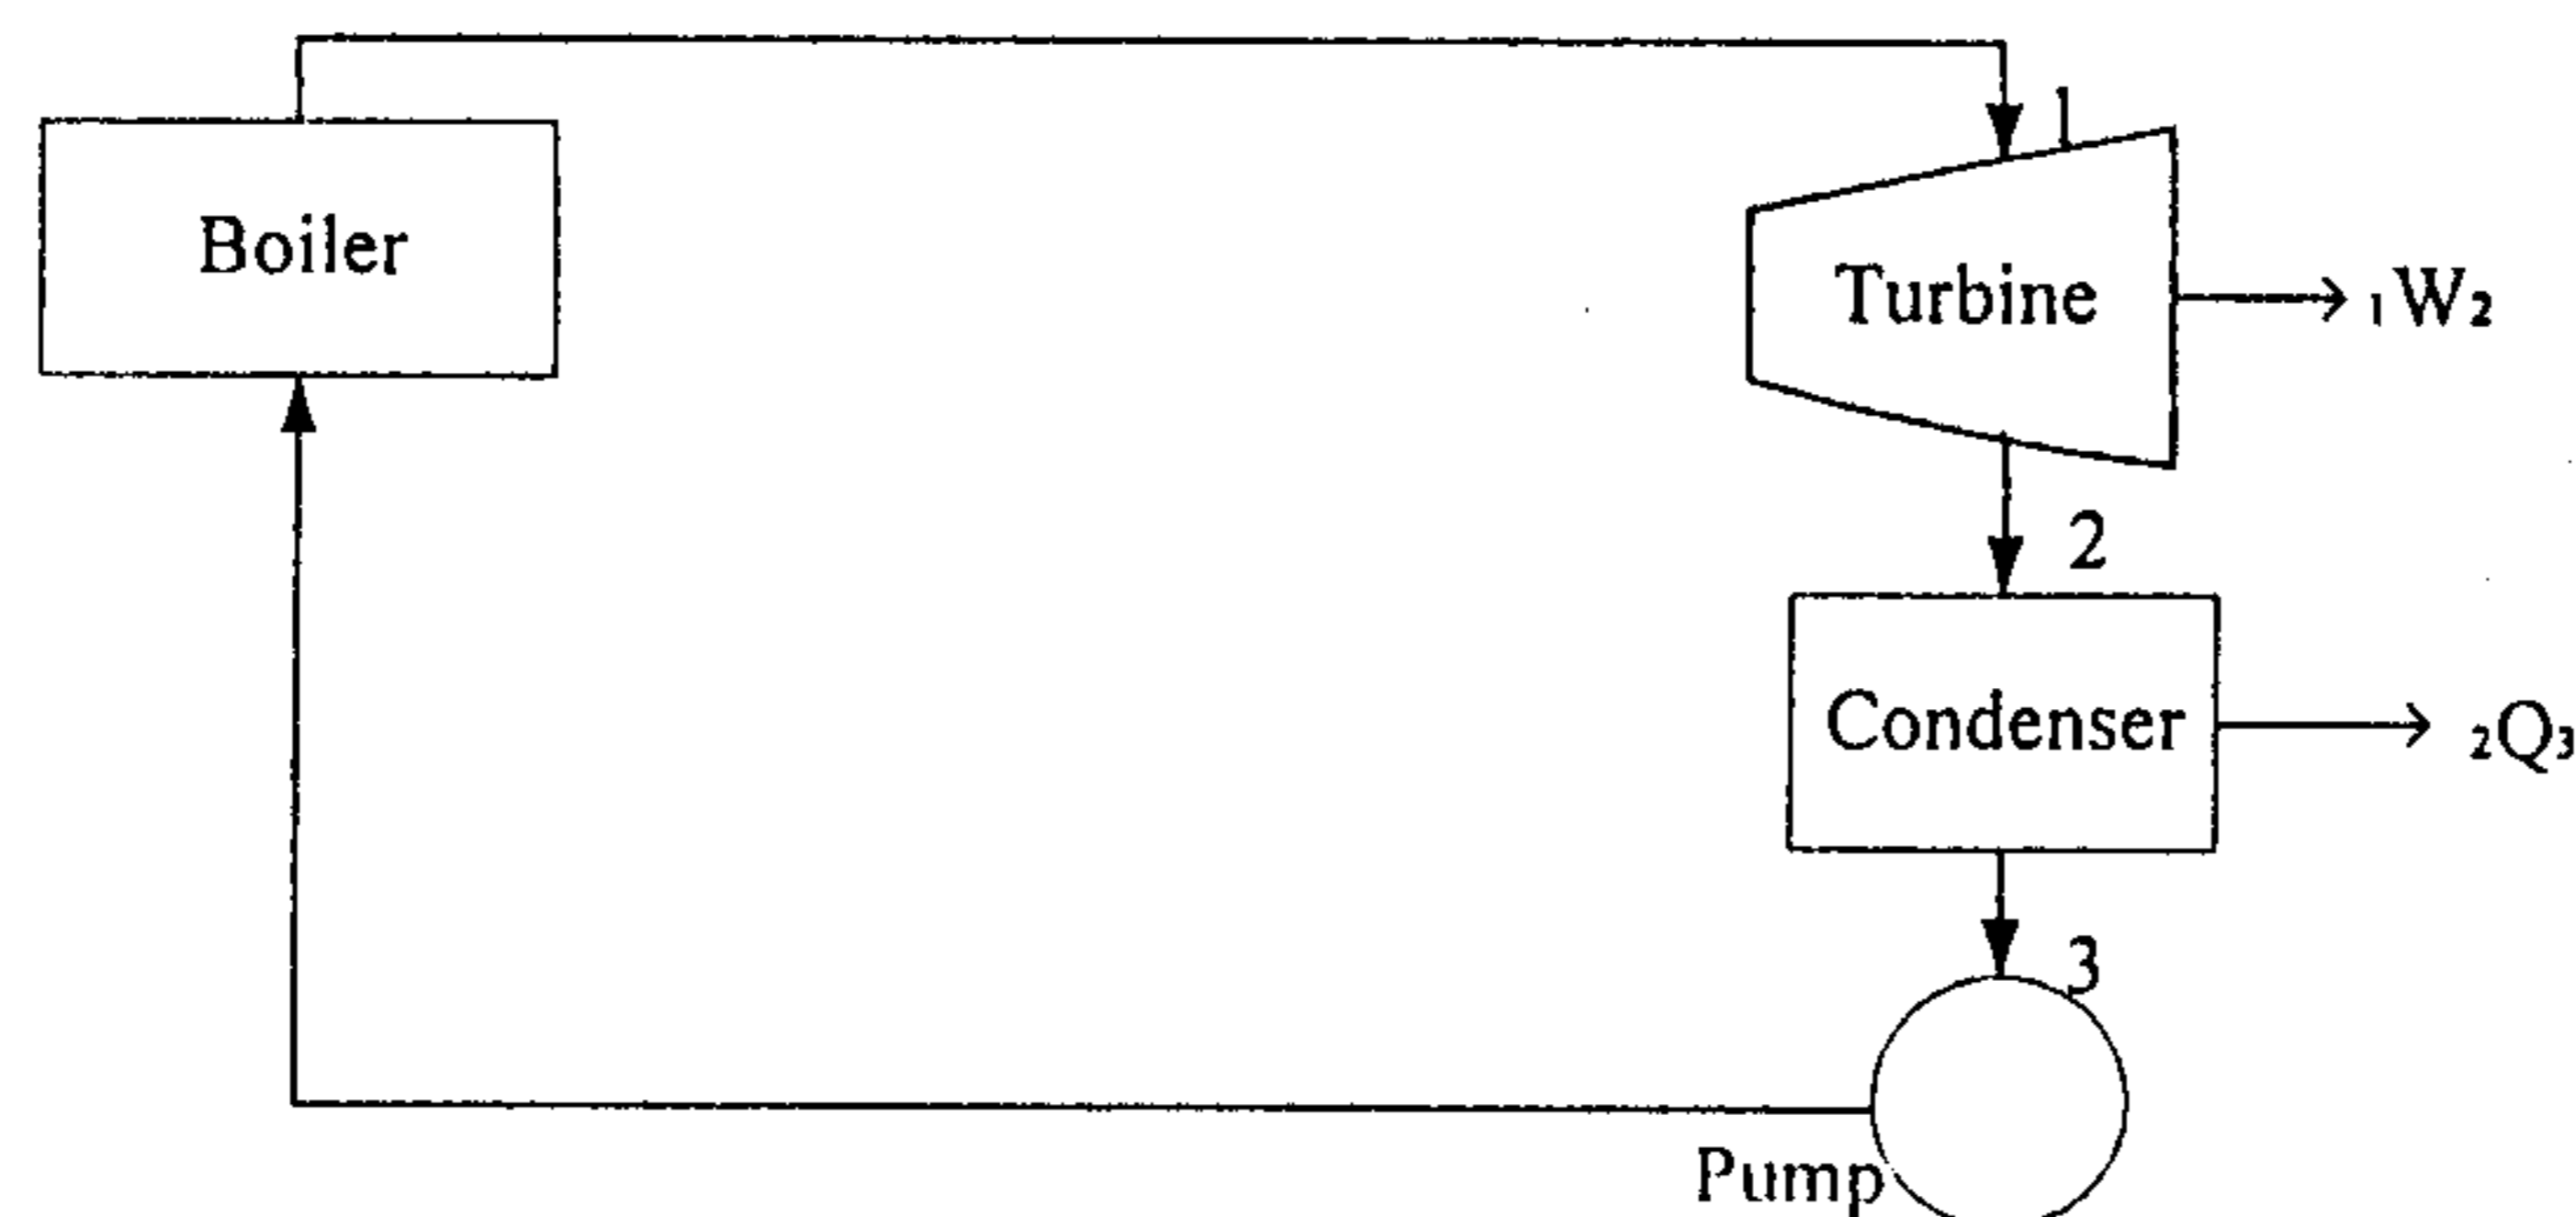 1
Boiler
Turbine
₁W₂
2
Condenser
₂Q₃
3
Pump